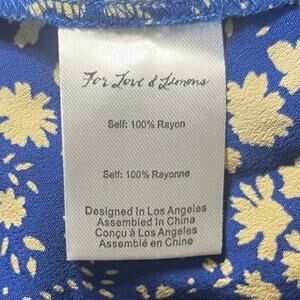 For Love & Lemons
Self: 100% Rayon
Self: 100% Rayonne
Designed In Los Angeles
Assembled In China
Conçu à Los Angeles
Assemblé en Chine